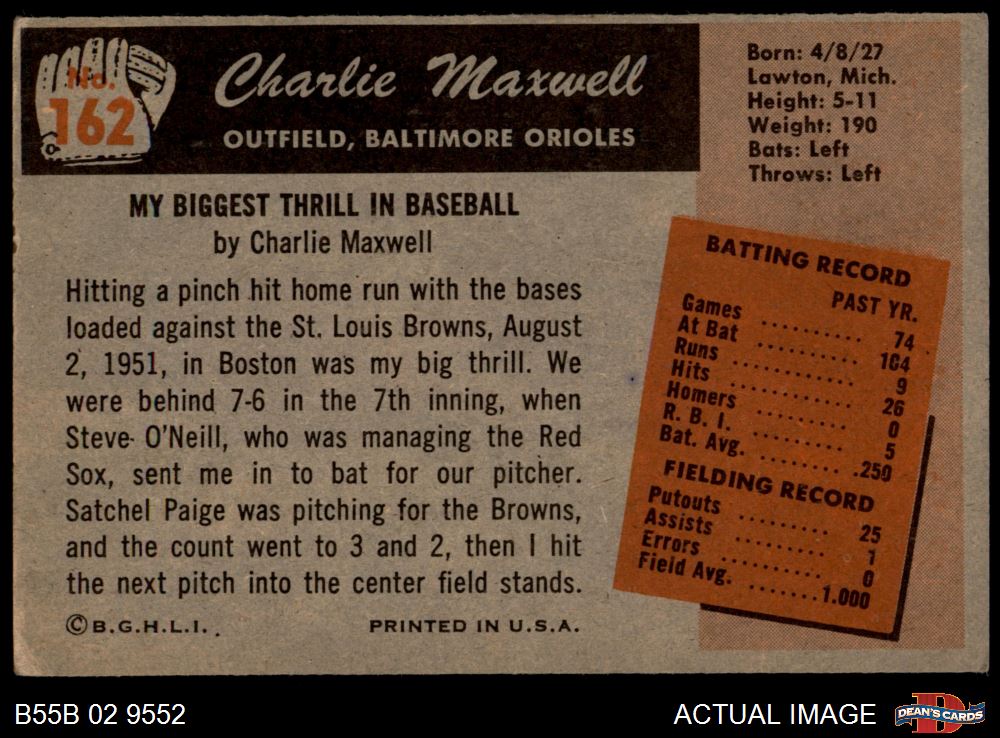 No.
162
Charlie Maxwell
OUTFIELD, BALTIMORE ORIOLES
Born: 4/8/27
Lawton, Mich.
Height: 5-11
Weight: 190
Bats: Left
Throws: Left
MY BIGGEST THRILL IN BASEBALL
by Charlie Maxwell
Hitting a pinch hit home run with the bases
loaded against the St. Louis Browns, August
2, 1951, in Boston was my big thrill. We
were behind 7-6 in the 7th inning, when
Steve O'Neill, who was managing the Red
Sox, sent me in to bat for our pitcher.
Satchel Paige was pitching for the Browns,
and the count went to 3 and 2, then I hit
the next pitch into the center field stands.
©B.G.H.L.I.
PRINTED IN U.S.A.
BATTING RECORD
PAST YR.
Games .......... 74
At Bat .......... 104
Runs .......... 9
Hits .......... 26
Homers .......... 0
R. B. I. .......... 5
Bat. Avg. ........ .250
FIELDING RECORD
Putouts ......... 25
Assists ......... 1
Errors .......... 0
Field Avg. .......1.000
B55B 02 9552
ACTUAL IMAGE
D
DEAN'S CARDS